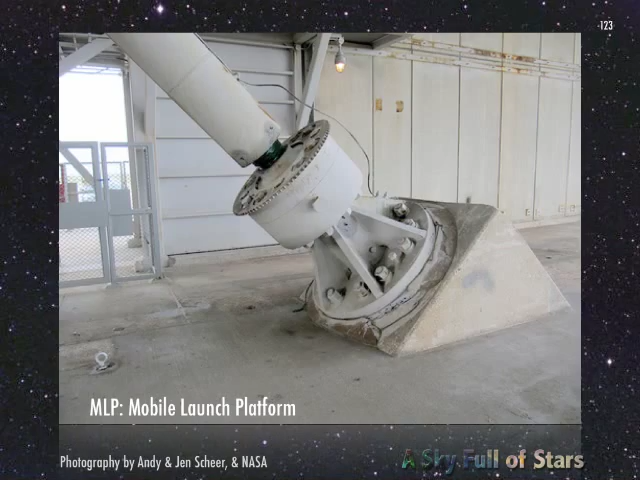 123
MLP: Mobile Launch Platform
Photography by Andy & Jen Scheer, & NASA
A Sky Full of Stars